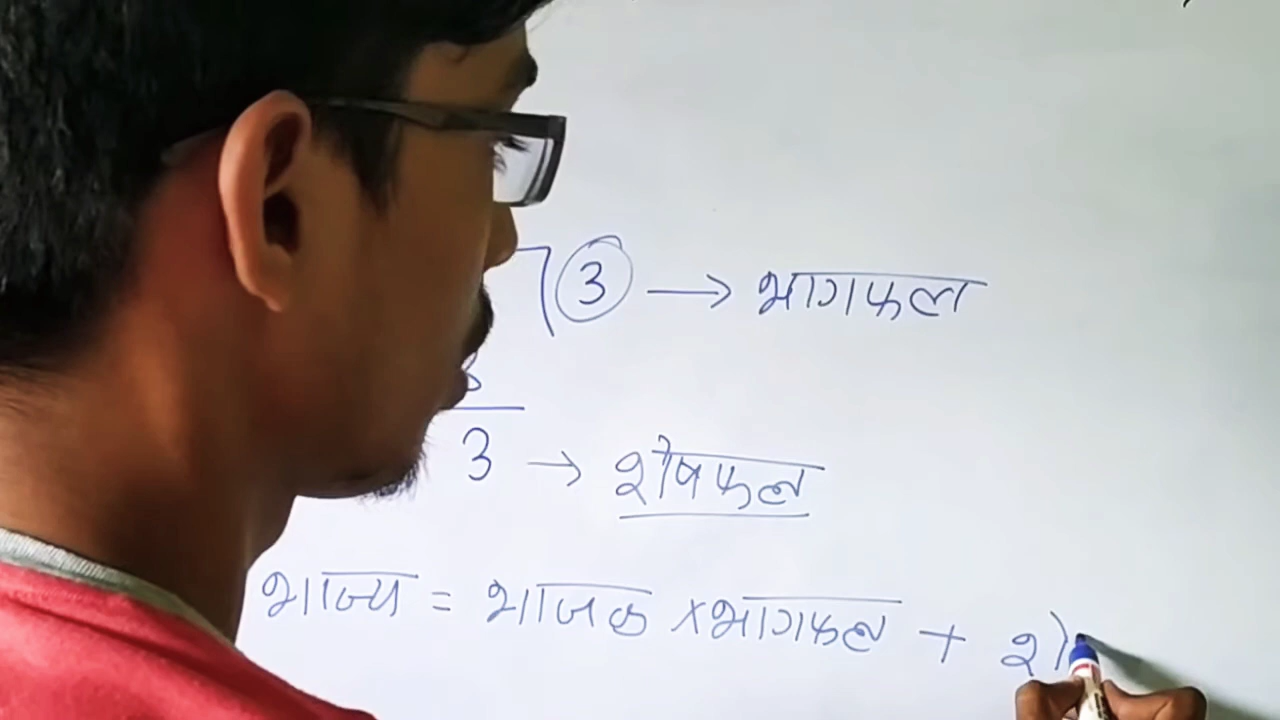 3 → भागफल
3 → शेषफल
भाज्य = भाजक × भागफल + शे